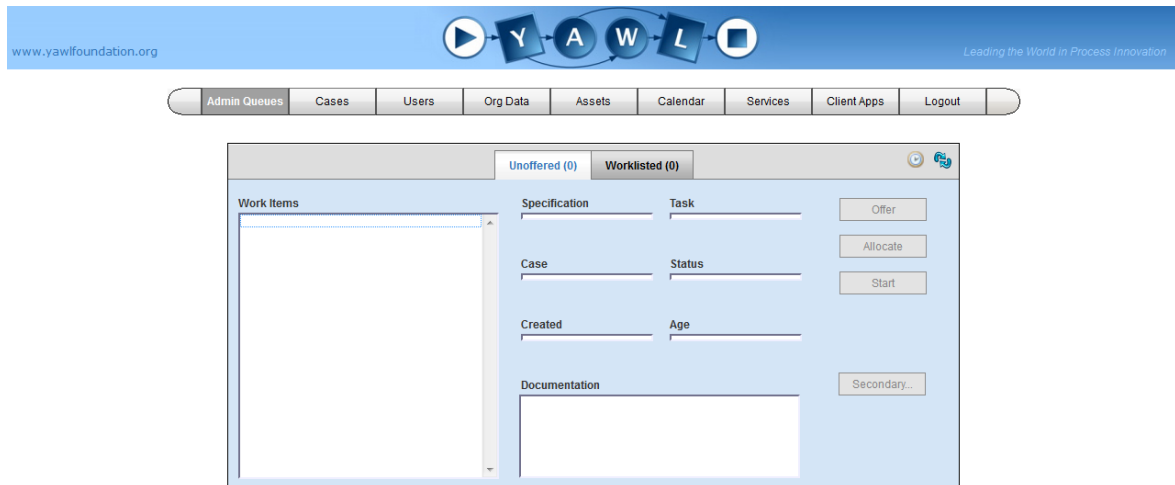 www.yawlfoundation.org
YAWL
Leading the World in Process Innovation
Admin Queues Cases Users Org Data Assets Calendar Services Client Apps Logout
Unoffered (0) Worklisted (0)
Work Items
Specification Task
Offer
Allocate
Case Status
Start
Created Age
Documentation
Secondary...